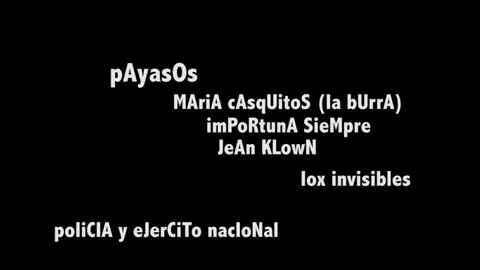 pAyasOs
MAriA cAsqUitoS (la bUrrA)
imPoRtunA SieMpre
JeAn KLowN
lox invisibles
poliCIA y eJerCiTo nacIoNal